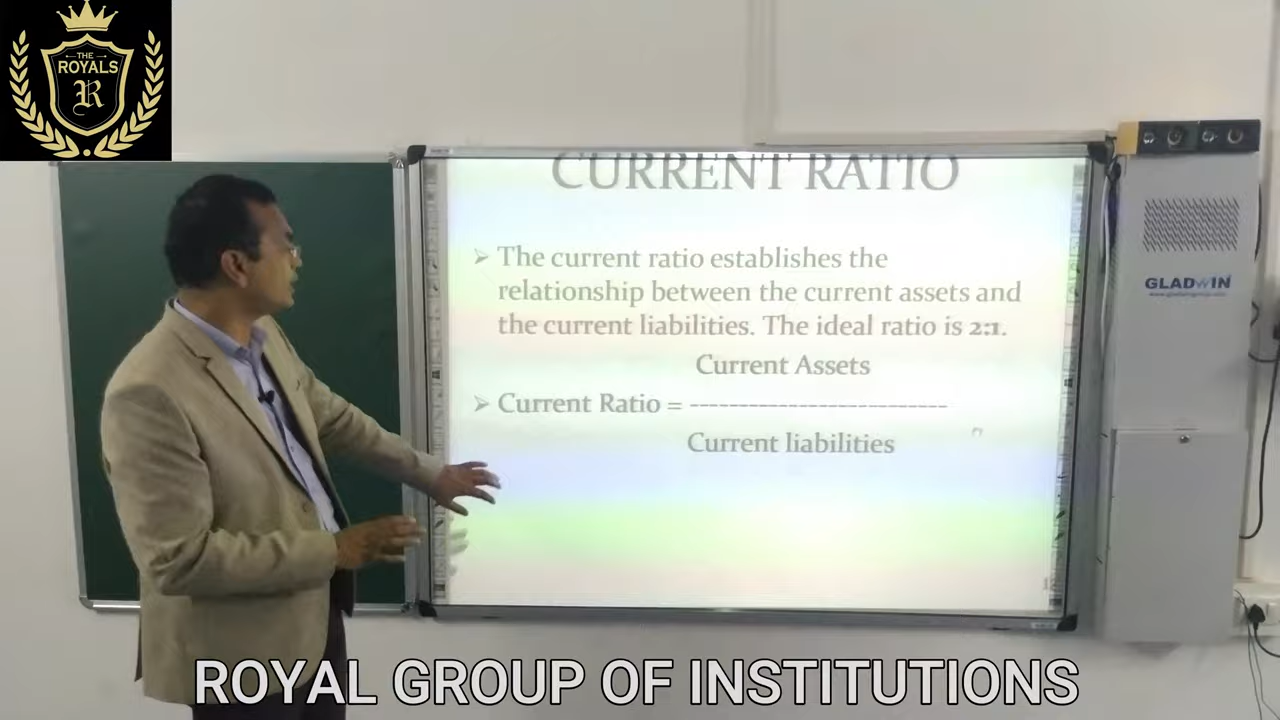 THE
ROYALS
R
CURRENT RATIO
➢ The current ratio establishes the
relationship between the current assets and
the current liabilities. The ideal ratio is 2:1.
Current Assets
➢ Current Ratio = --------------------------
Current liabilities
GLADWIN
ROYAL GROUP OF INSTITUTIONS